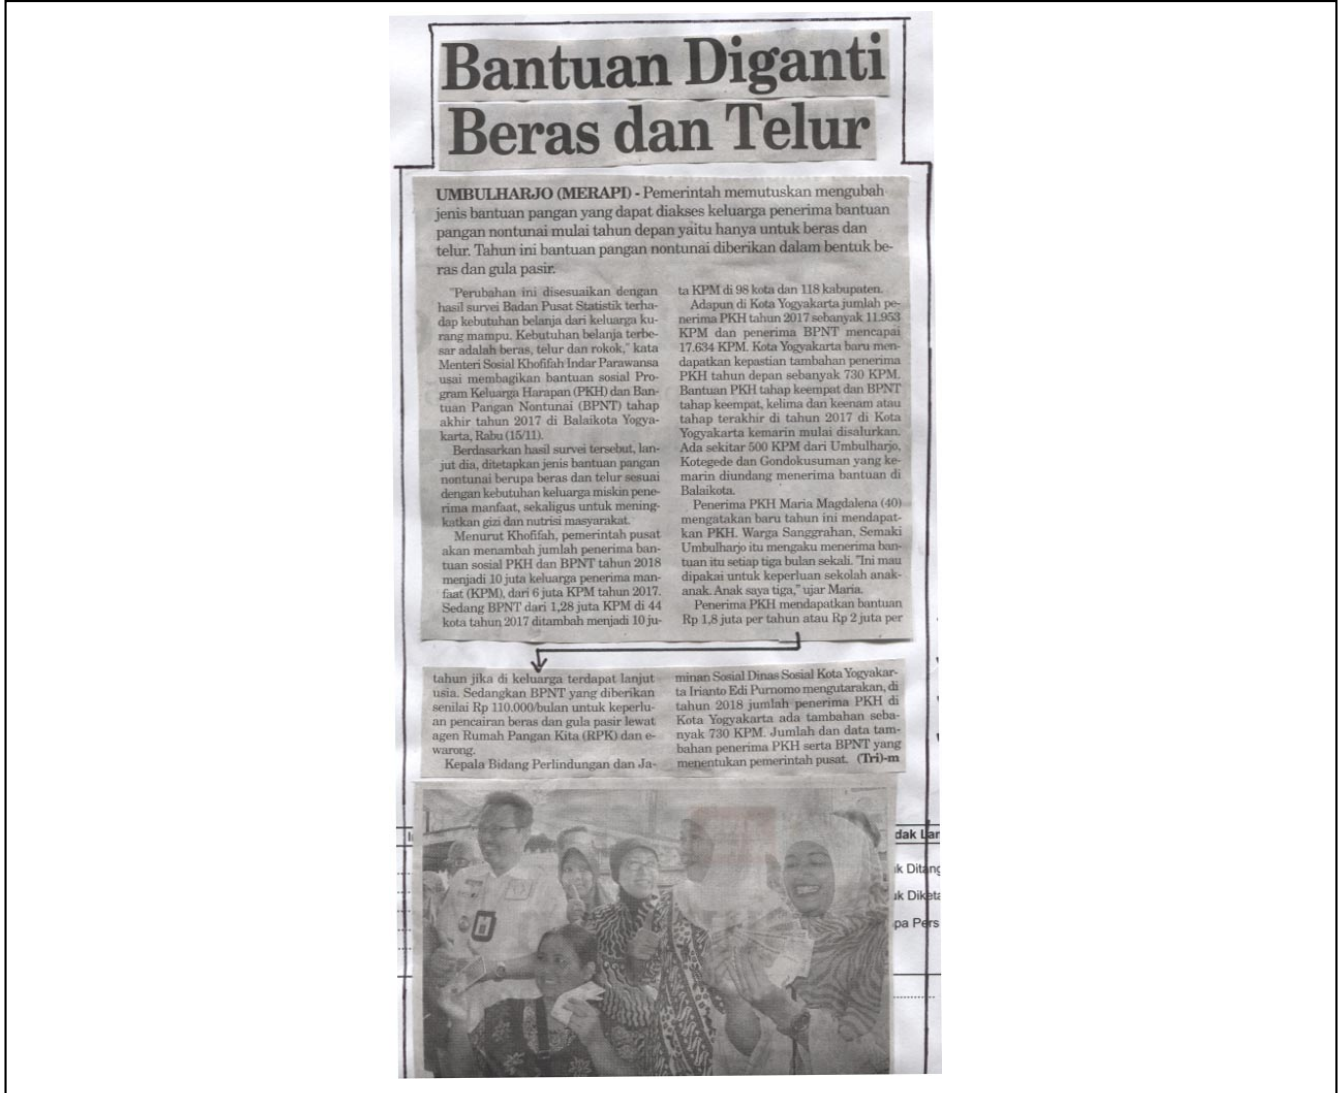 Bantuan Diganti
Beras dan Telur
UMBULHARJO (MERAPI) - Pemerintah memutuskan mengubah
jenis bantuan pangan yang dapat diakses keluarga penerima bantuan
pangan nontunai mulai tahun depan yaitu hanya untuk beras dan
telur. Tahun ini bantuan pangan nontunai diberikan dalam bentuk be-
ras dan gula pasir.
"Perubahan ini disesuaikan dengan
hasil survei Badan Pusat Statistik terha-
dap kebutuhan belanja dari keluarga ku-
rang mampu. Kebutuhan belanja terbe-
sar adalah beras, telur dan rokok," kata
Menteri Sosial Khofifah Indar Parawansa
usai membagikan bantuan sosial Pro-
gram Keluarga Harapan (PKH) dan Ban-
tuan Pangan Nontunai (BPNT) tahap
akhir tahun 2017 di Balaikota Yogya-
karta, Rabu (15/11).
Berdasarkan hasil survei tersebut, lan-
jut dia, ditetapkan jenis bantuan pangan
nontunai berupa beras dan telur sesuai
dengan kebutuhan keluarga miskin pene-
rima manfaat, sekaligus untuk mening-
katkan gizi dan nutrisi masyarakat.
Menurut Khofifah, pemerintah pusat
akan menambah jumlah penerima ban-
tuan sosial PKH dan BPNT tahun 2018
menjadi 10 juta keluarga penerima man-
faat (KPM), dari 6 juta KPM tahun 2017.
Sedang BPNT dari 1,28 juta KPM di 44
kota tahun 2017 ditambah menjadi 10 ju-
ta KPM di 98 kota dan 118 kabupaten.
Adapun di Kota Yogyakarta jumlah pe-
nerima PKH tahun 2017 sebanyak 11.953
KPM dan penerima BPNT mencapai
17.634 KPM. Kota Yogyakarta baru men-
dapatkan kepastian tambahan penerima
PKH tahun depan sebanyak 730 KPM.
Bantuan PKH tahap keempat dan BPNT
tahap keempat, kelima dan keenam atau
tahap terakhir di tahun 2017 di Kota
Yogyakarta kemarin mulai disalurkan.
Ada sekitar 500 KPM dari Umbulharjo,
Kotegede dan Gondokusuman yang ke-
marin diundang menerima bantuan di
Balaikota.
Penerima PKH Maria Magdalena (40)
mengatakan baru tahun ini mendapat-
kan PKH. Warga Sanggrahan, Semaki
Umbulharjo itu mengaku menerima ban-
tuan itu setiap tiga bulan sekali. "Ini mau
dipakai untuk keperluan sekolah anak-
anak. Anak saya tiga," ujar Maria.
Penerima PKH mendapatkan bantuan
Rp 1,8 juta per tahun atau Rp 2 juta per
tahun jika di keluarga terdapat lanjut
usia. Sedangkan BPNT yang diberikan
senilai Rp 110.000/bulan untuk keperlu-
an pencairan beras dan gula pasir lewat
agen Rumah Pangan Kita (RPK) dan e-
warong.
Kepala Bidang Perlindungan dan Ja-
minan Sosial Dinas Sosial Kota Yogyakar-
ta Irianto Edi Purnomo mengutarakan, di
tahun 2018 jumlah penerima PKH di
Kota Yogyakarta ada tambahan seba-
nyak 730 KPM. Jumlah dan data tam-
bahan penerima PKH serta BPNT yang
menentukan pemerintah pusat. (Tri)-m
dak Lan
k Ditang
uk Diketa
pa Pers